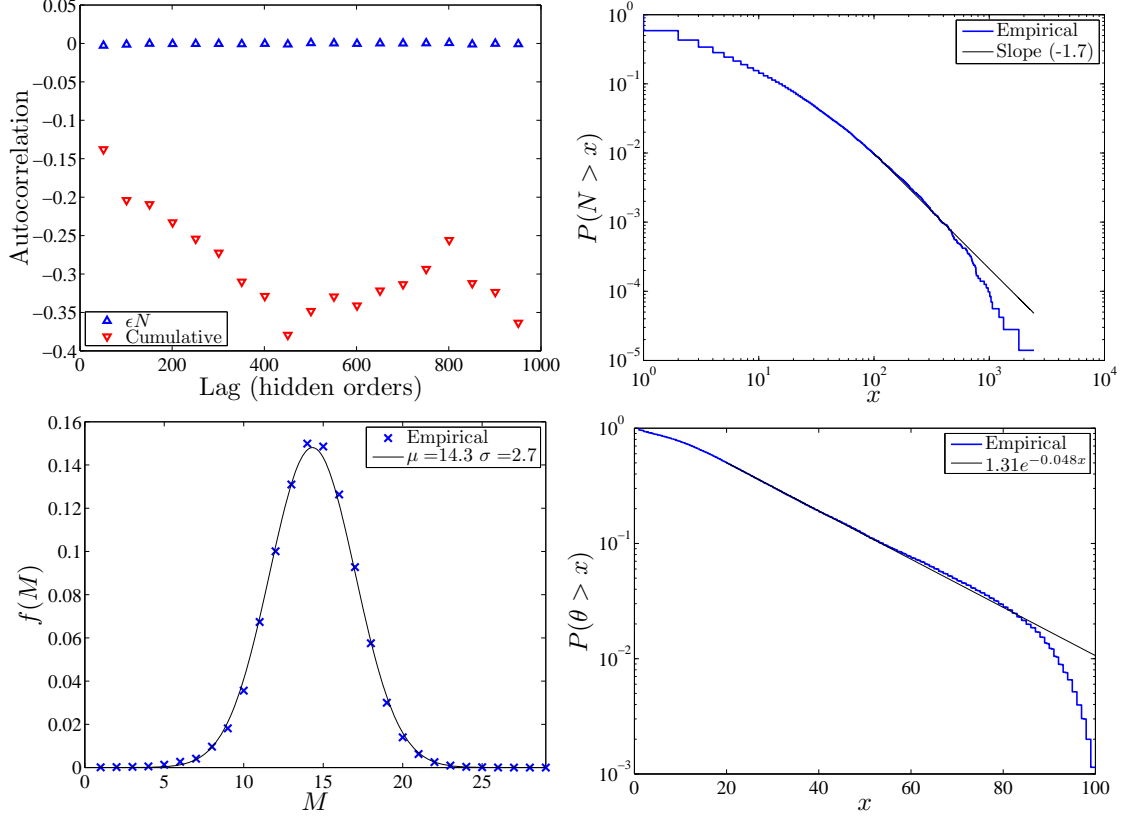 0.05
0
−0.05
−0.1
−0.15
−0.2
−0.25
−0.3
−0.35
−0.4
Autocorrelation
ϵN
Cumulative
0 200 400 600 800 1000
Lag (hidden orders)
10^0
10^−1
10^−2
10^−3
10^−4
10^−5
P(N > x)
Empirical
Slope (-1.7)
10^0 10^1 10^2 10^3 10^4
x
0.16
0.14
0.12
0.1
0.08
0.06
0.04
0.02
0
f(M)
Empirical
μ =14.3 σ =2.7
0 5 10 15 20 25
M
10^0
10^−1
10^−2
10^−3
P(θ > x)
Empirical
1.31e^−0.048x
0 20 40 60 80 100
x